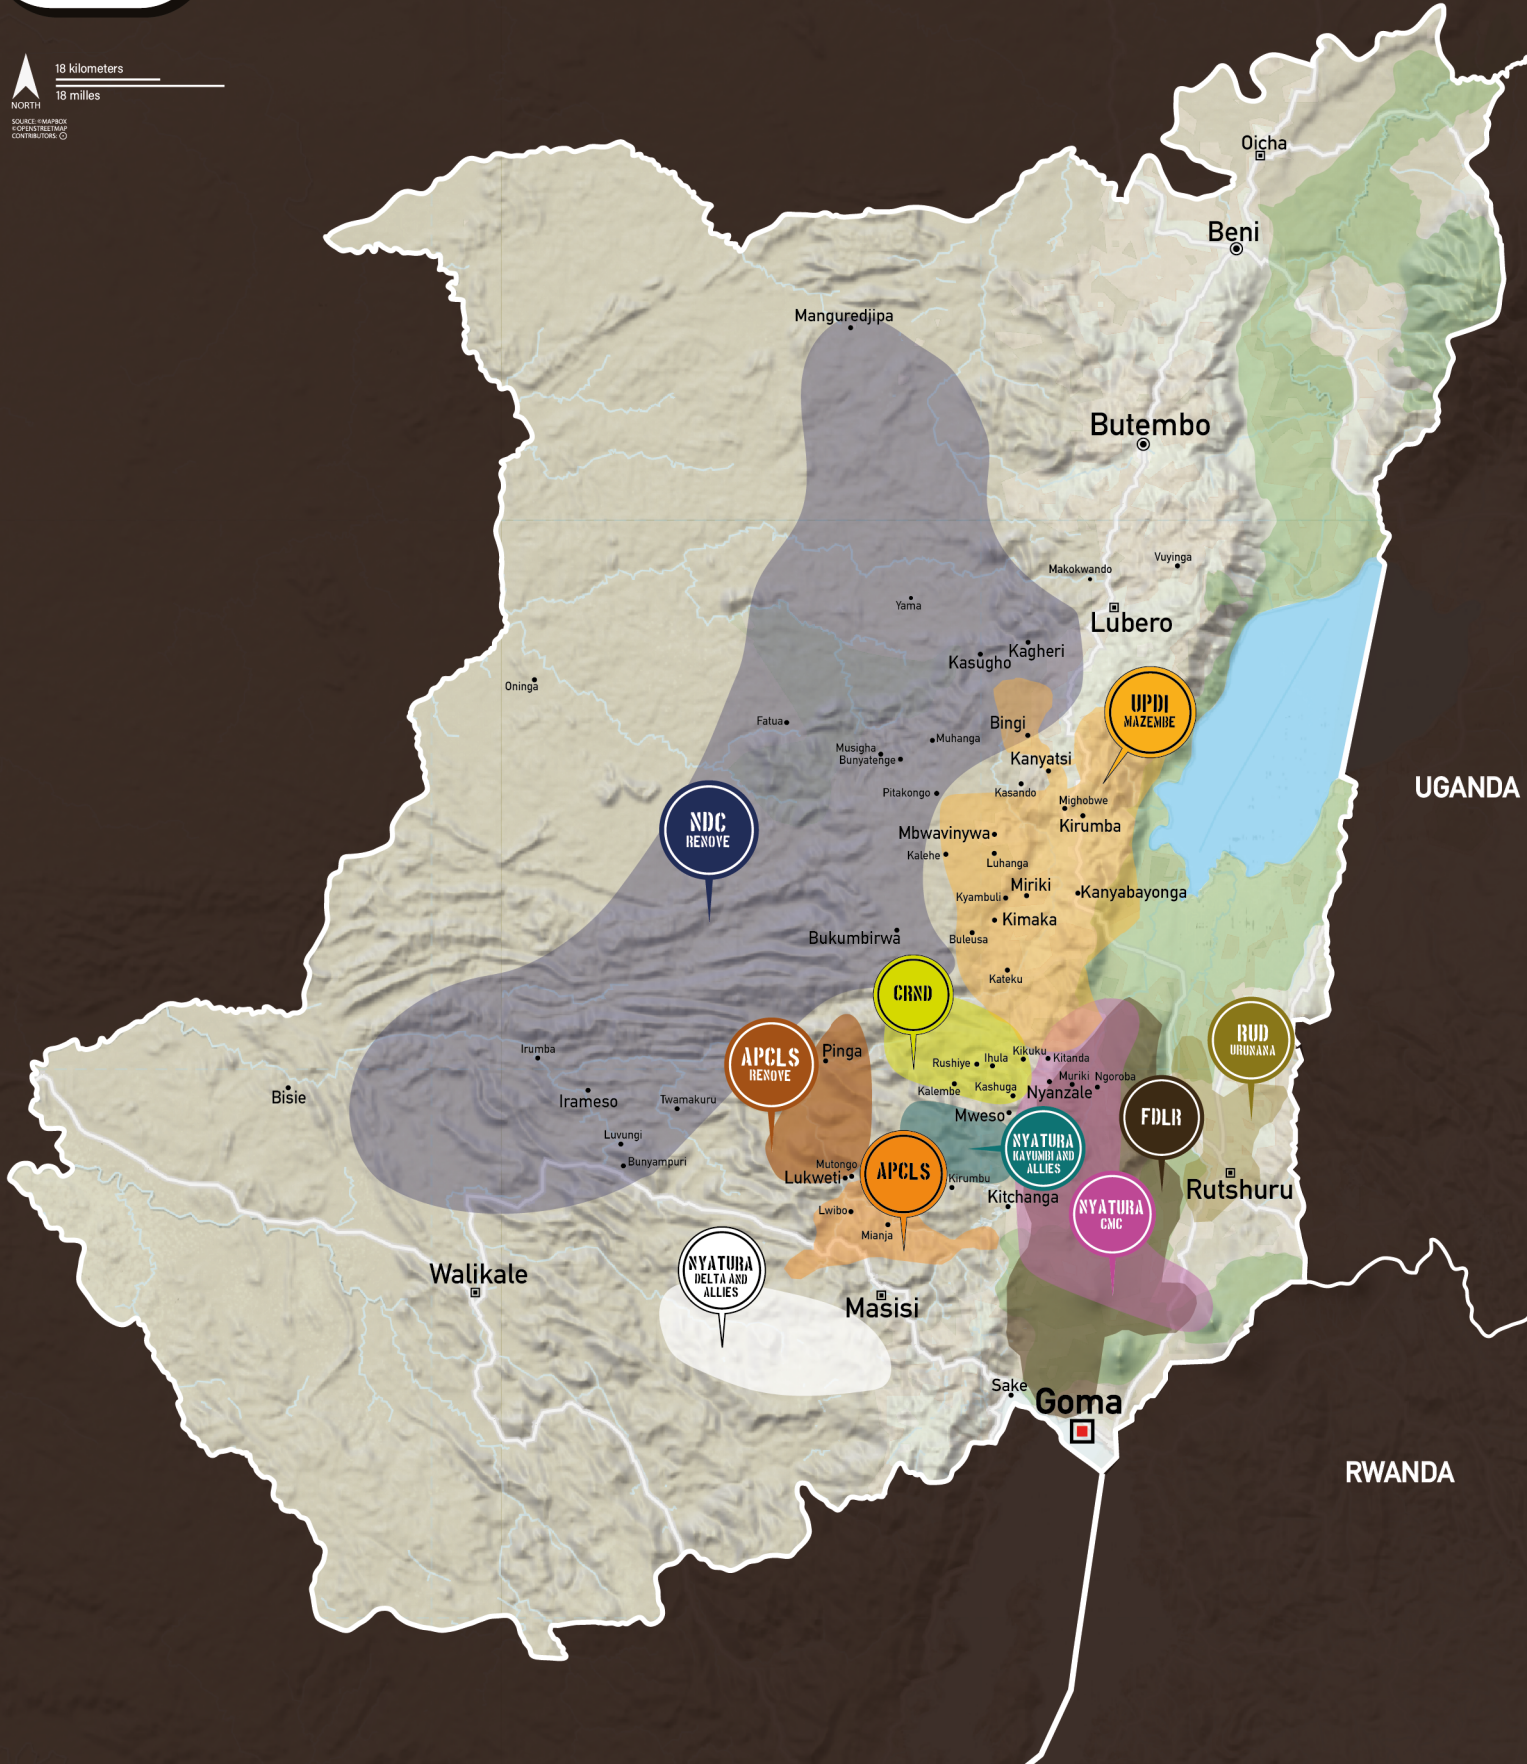 18 kilometers
18 milles
NORTH
SOURCE: ©MAPBOX
©OPENSTREETMAP
CONTRIBUTORS:
Oicha
Beni
Manguredjipa
Butembo
Vuyinga
Makokwando
Yama
Lubero
Kagheri
Kasugho
Oninga
UPDI
MAZEMBE
Fatua
Bingi
Muhanga
Musigha
Bunyatenge
Kanyatsi
UGANDA
Pitakongo
Kasando
Mighobwe
NDC
RENOVE
Kirumba
Mbwavinywa
Kalehe
Luhanga
Miriki
Kyambuli
Kanyabayonga
Kimaka
Bukumbirwa
Buleusa
Kateku
CRND
RUD
URUNANA
Irumba
APCLS
RENOVE
Pinga
Rushiye
Ihula
Kikuku
Kitanda
Muriki
Ngoroba
Bisie
Irameso
Twamakuru
Kalembe
Kashuga
Nyanzale
Mweso
FDLR
Luvungi
Bunyampuri
NYATURA
KAVUMBI AND
ALLIES
Mutongo
Lukweti
APCLS
Kirumbu
Kitchanga
Rutshuru
Lwibo
NYATURA
CMC
Mianja
Walikale
NYATURA
DELTA AND
ALLIES
Masisi
Sake
Goma
RWANDA